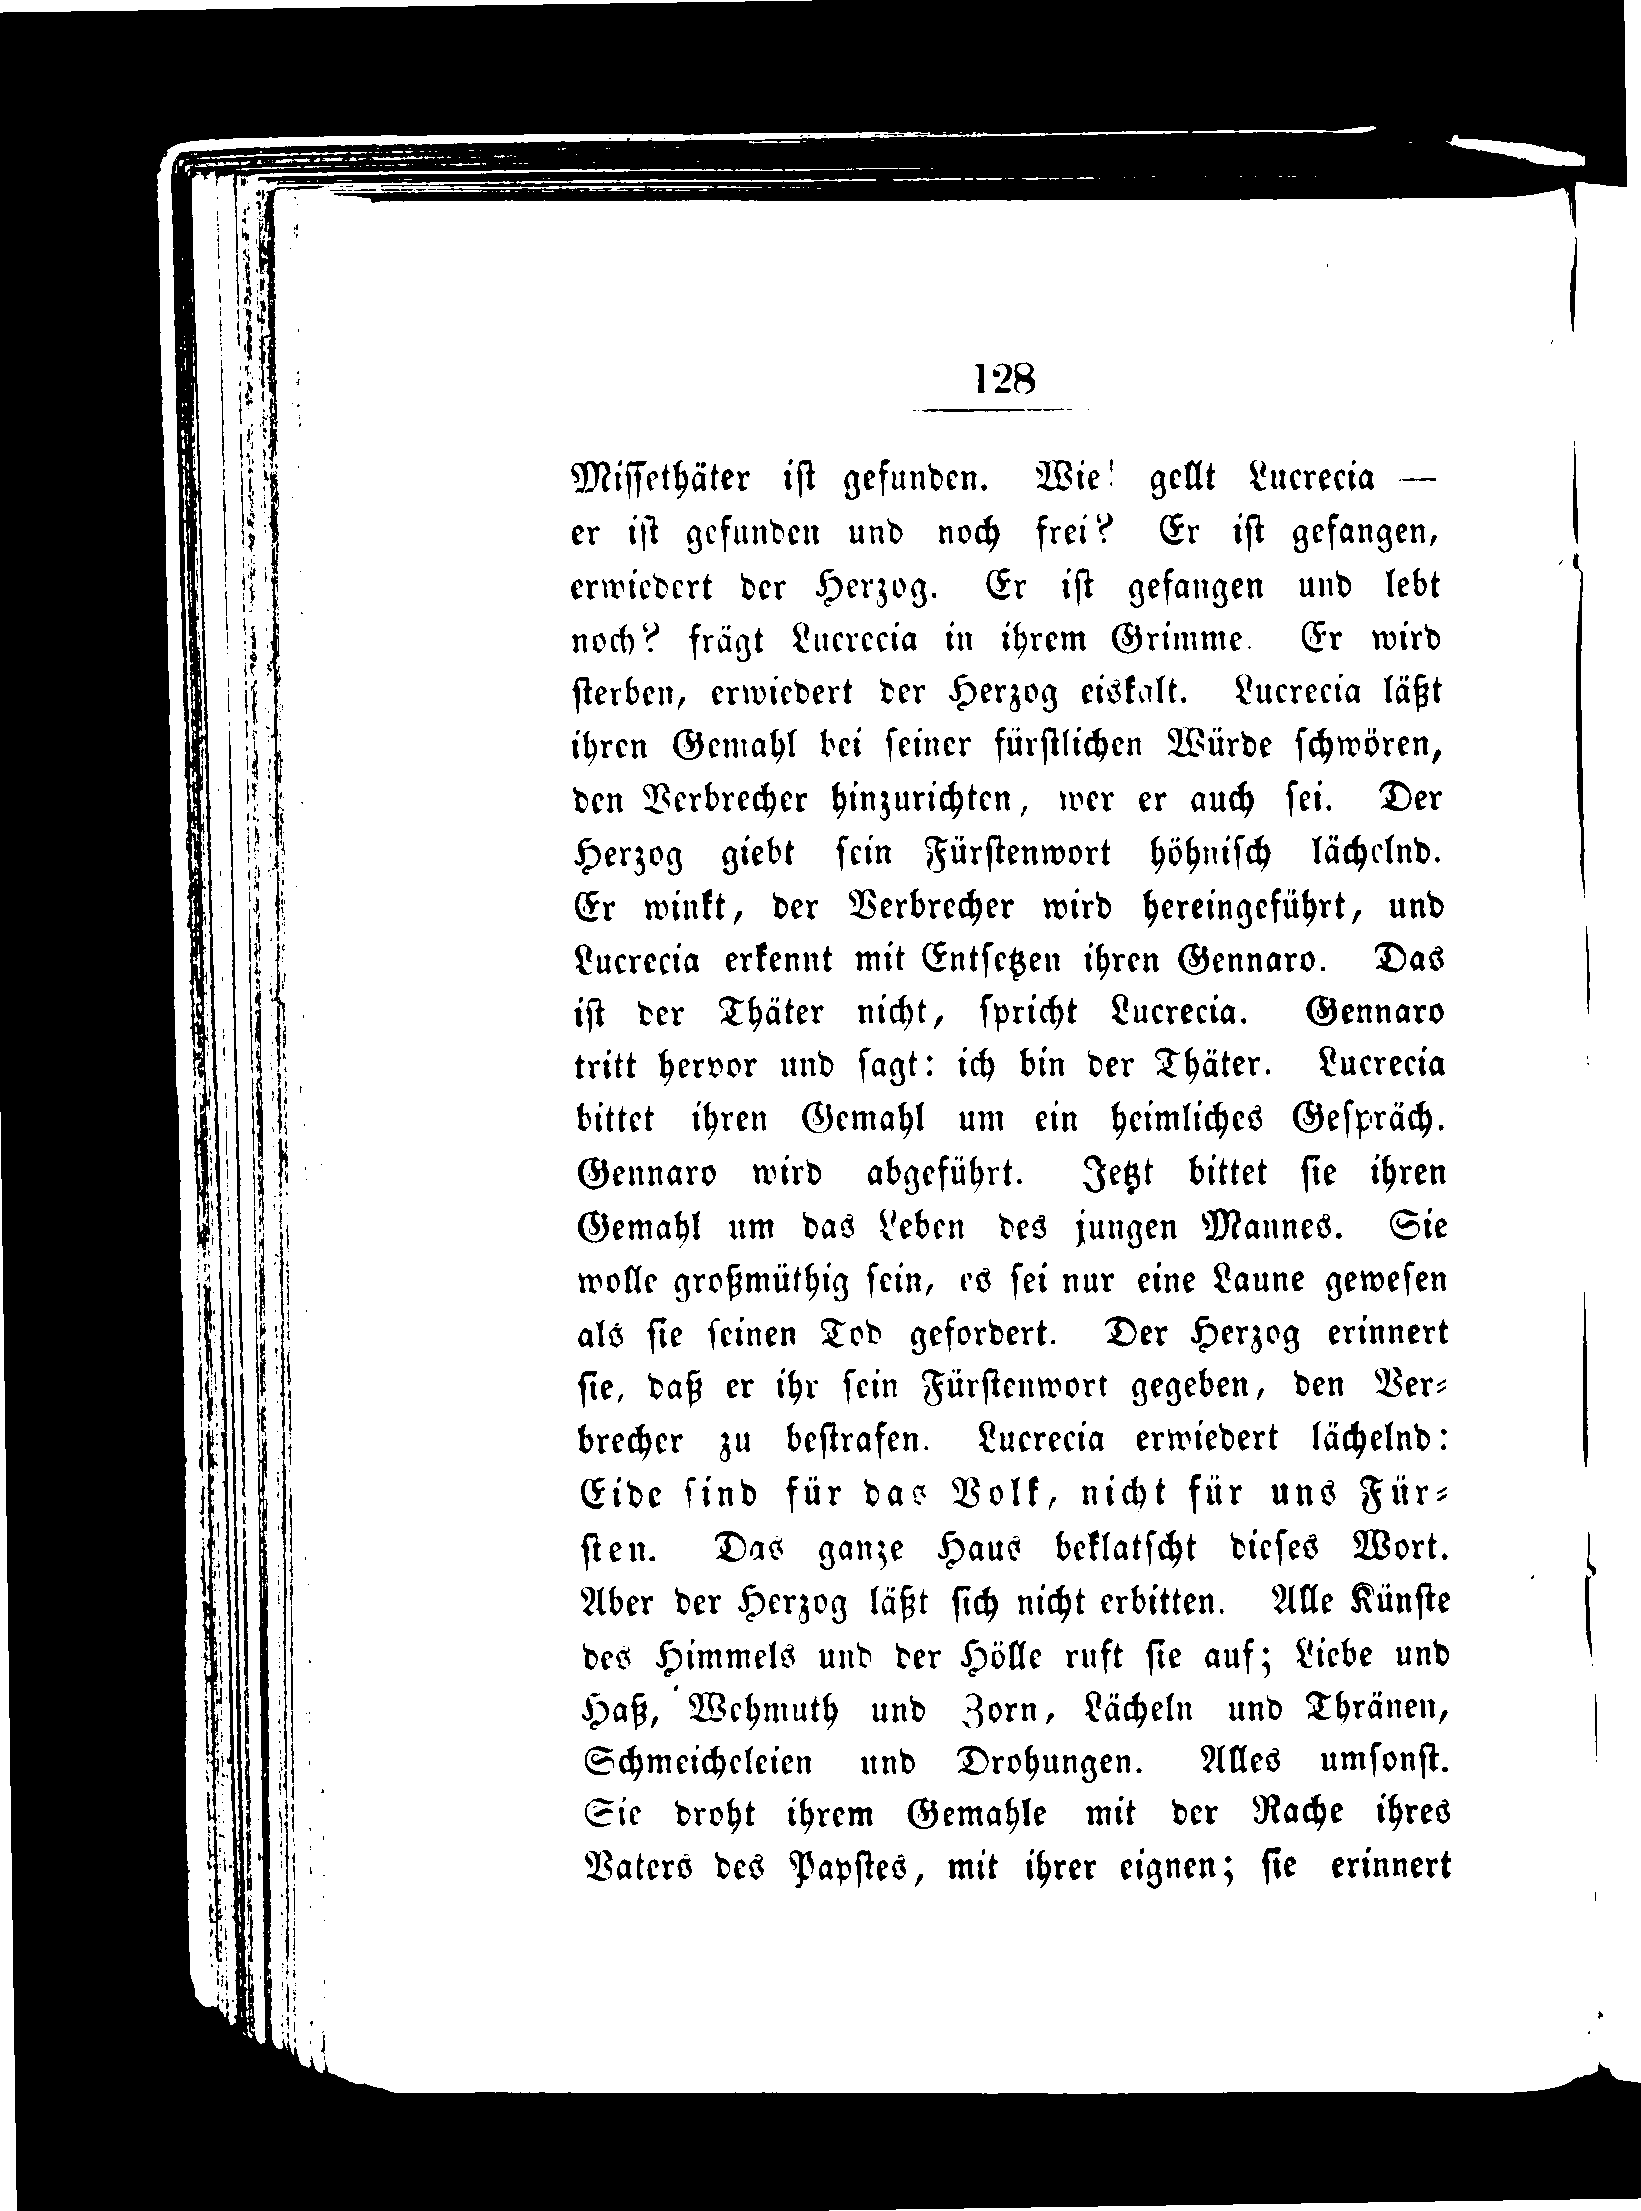 128
Missethäter ist gefunden. Wie! gellt Lucrecia —
er ist gefunden und noch frei? Er ist gefangen,
erwiedert der Herzog. Er ist gefangen und lebt
noch? frägt Lucrecia in ihrem Grimme. Er wird
sterben, erwiedert der Herzog eiskalt. Lucrecia läßt
ihren Gemahl bei seiner fürstlichen Würde schwören,
den Verbrecher hinzurichten, wer er auch sei. Der
Herzog giebt sein Fürstenwort höhnisch lächelnd.
Er winkt, der Verbrecher wird hereingeführt, und
Lucrecia erkennt mit Entsetzen ihren Gennaro. Das
ist der Thäter nicht, spricht Lucrecia. Gennaro
tritt hervor und sagt: ich bin der Thäter. Lucrecia
bittet ihren Gemahl um ein heimliches Gespräch.
Gennaro wird abgeführt. Jetzt bittet sie ihren
Gemahl um das Leben des jungen Mannes. Sie
wolle großmüthig sein, es sei nur eine Laune gewesen
als sie seinen Tod gefordert. Der Herzog erinnert
sie, daß er ihr sein Fürstenwort gegeben, den Ver⸗
brecher zu bestrafen. Lucrecia erwiedert lächelnd:
Eide sind für das Volk, nicht für uns Für⸗
sten. Das ganze Haus beklatscht dieses Wort.
Aber der Herzog läßt sich nicht erbitten. Alle Künste
des Himmels und der Hölle ruft sie auf; Liebe und
Haß, Wehmuth und Zorn, Lächeln und Thränen,
Schmeicheleien und Drohungen. Alles umsonst.
Sie droht ihrem Gemahle mit der Rache ihres
Vaters des Papstes, mit ihrer eignen; sie erinnert